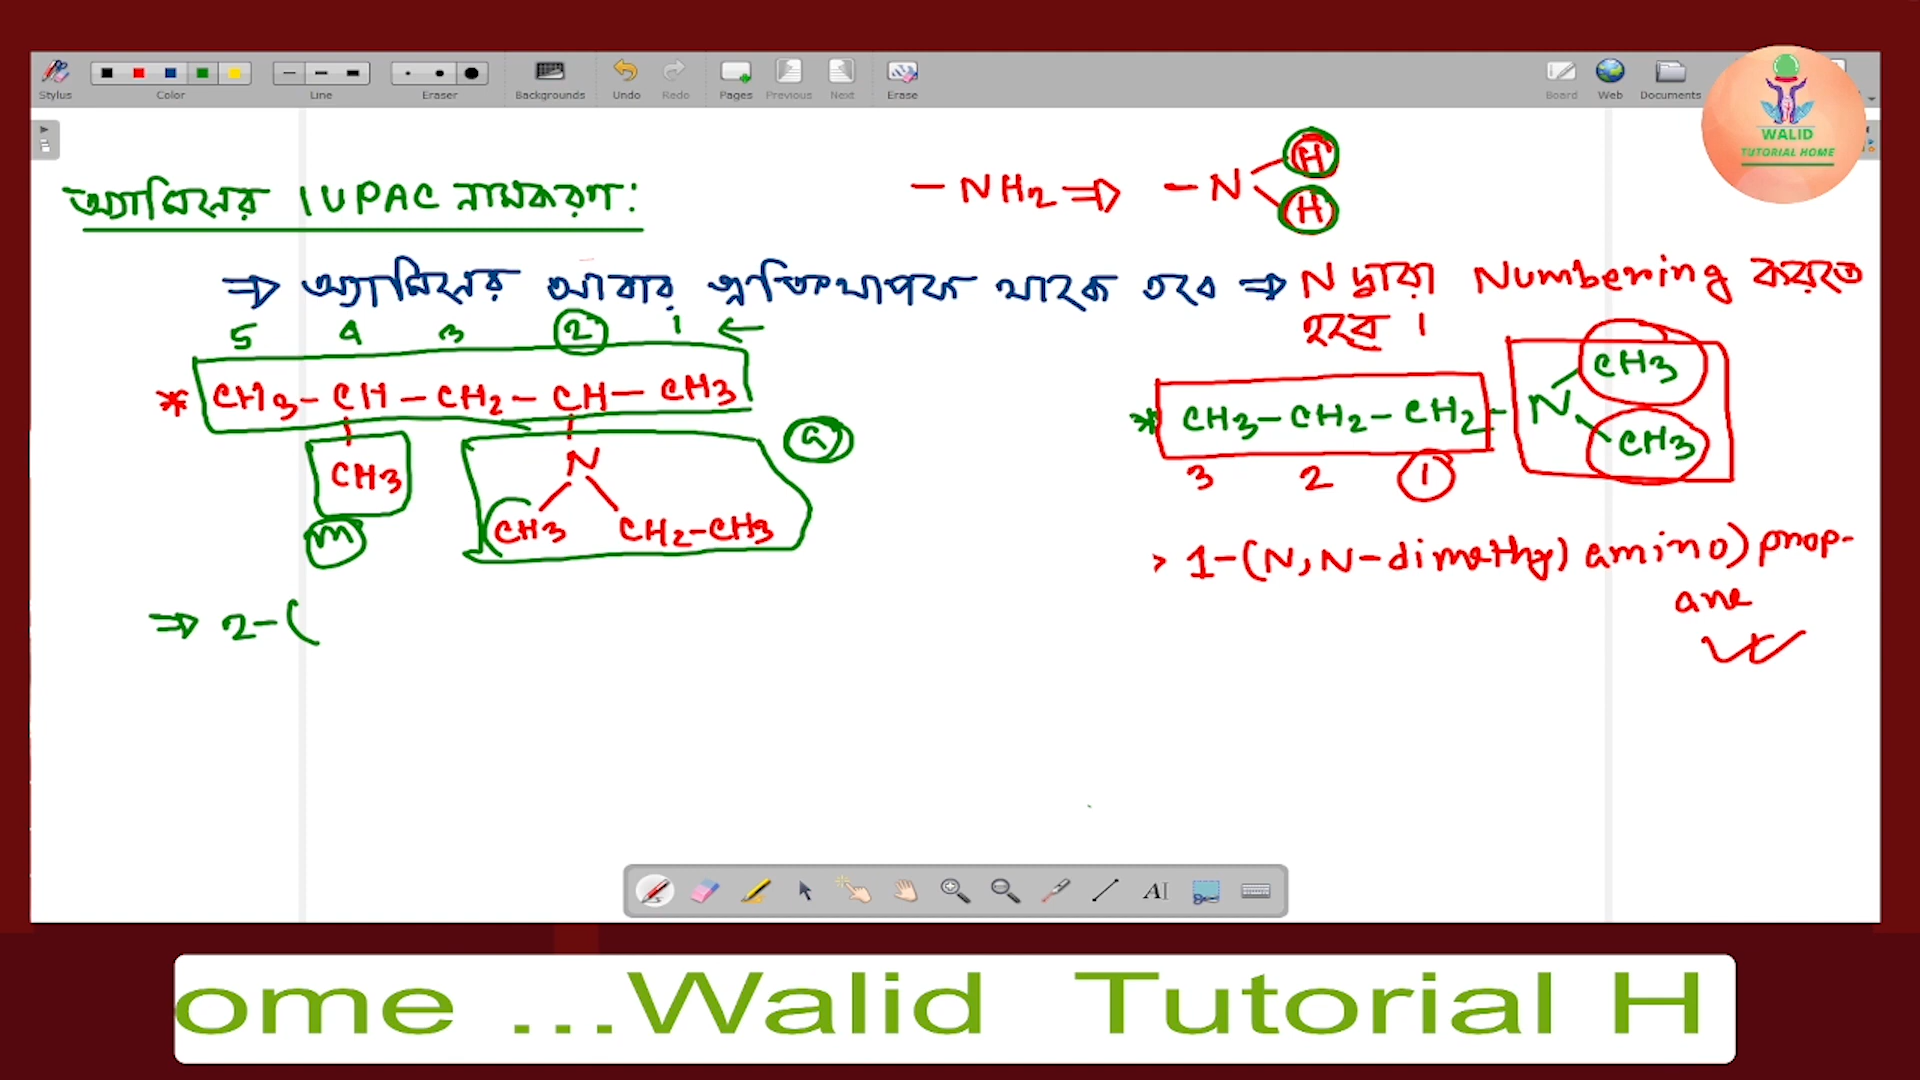 Stylus Color Line Eraser Backgrounds Undo Redo Pages Previous Next Erase Board Web Documents
WALID
TUTORIAL HOME
অ্যামিনের IUPAC নামকরণ:
-NH2 ⇒ -N
H
H
⇒ অ্যামিনের আবার প্রতিস্থাপক থাকে তবে ⇒ N দ্বারা Numbering করতে
হবে।
5 4 3 2 1 ←
* CH3-CH-CH2-CH-CH3
CH3
m
N
CH3 CH2-CH3
a
⇒ 2-(
* CH3-CH2-CH2-N
CH3
CH3
3 2 1
> 1-(N,N-dimethyl) amino) prop-
ane
ome ...Walid Tutorial H